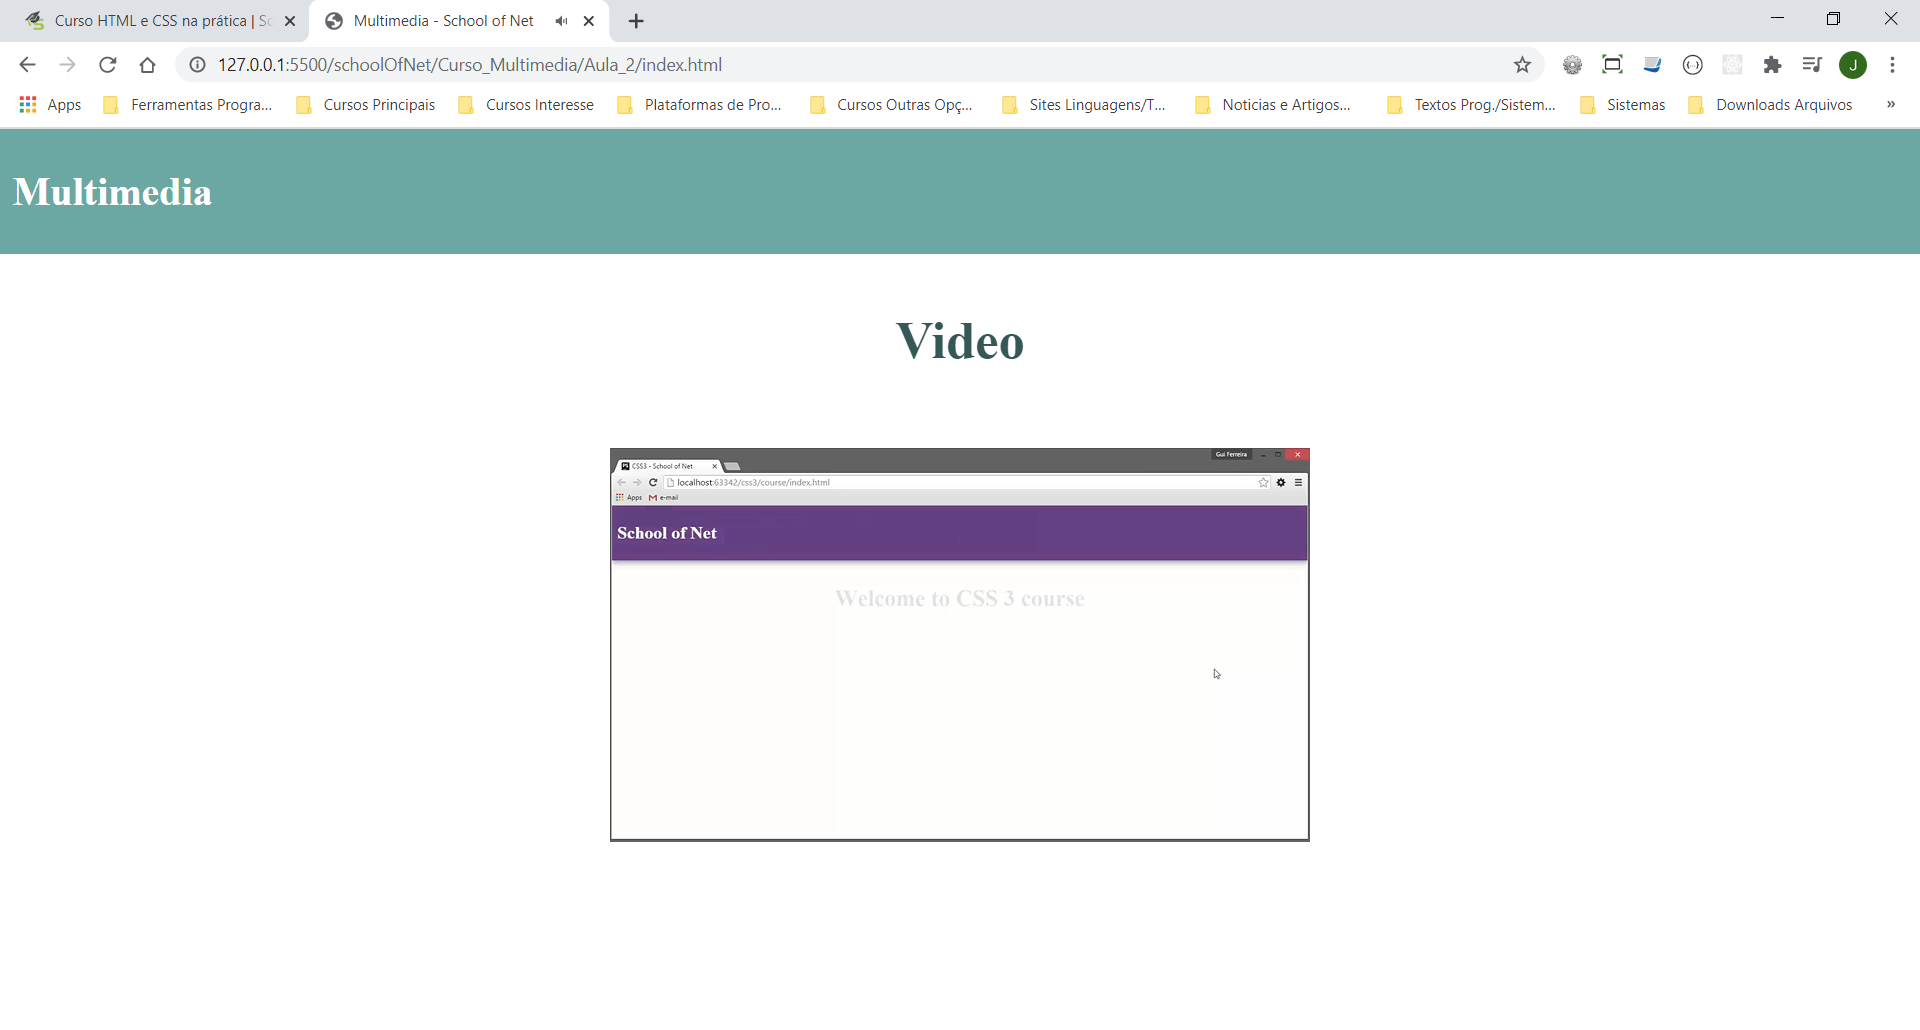 Curso HTML e CSS na prática | Sc
Multimedia - School of Net
127.0.0.1:5500/schoolOfNet/Curso_Multimedia/Aula_2/index.html
J
Apps Ferramentas Progra... Cursos Principais Cursos Interesse Plataformas de Pro... Cursos Outras Opç... Sites Linguagens/T... Noticias e Artigos... Textos Prog./Sistem... Sistemas Downloads Arquivos »
Multimedia
Video
Gui Ferreira
CSS3 - School of Net
localhost:63342/css3/course/index.html
Apps e-mail
School of Net
Welcome to CSS 3 course